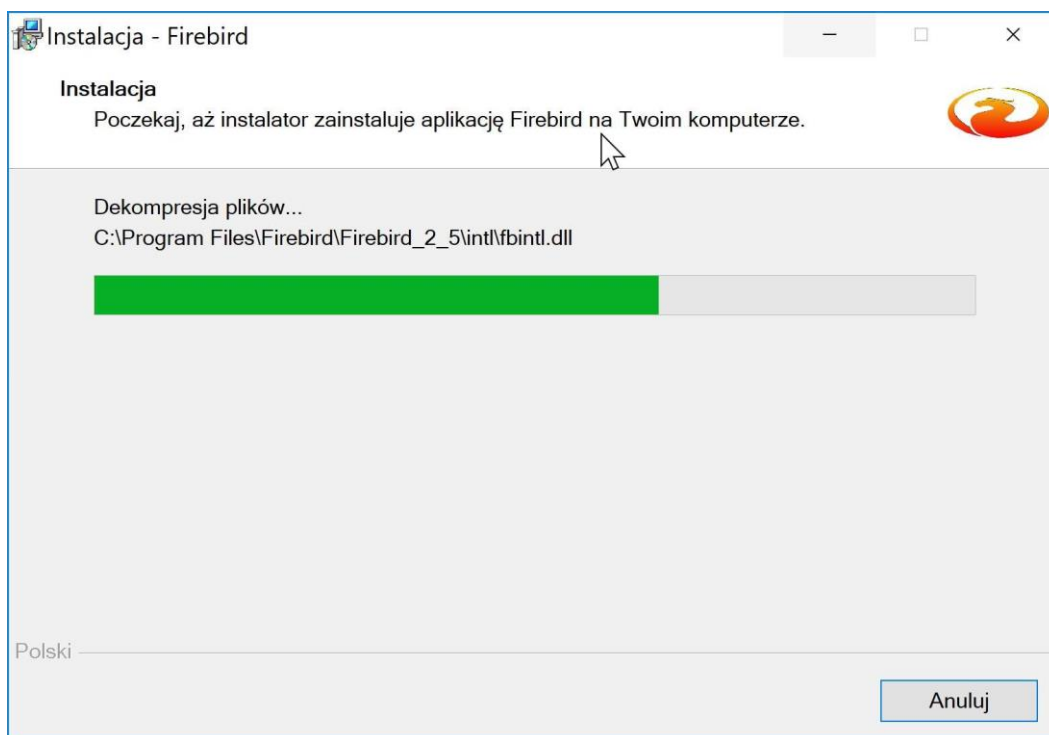 Instalacja - Firebird
Instalacja
Poczekaj, aż instalator zainstaluje aplikację Firebird na Twoim komputerze.
Dekompresja plików...
C:\Program Files\Firebird\Firebird_2_5\intl\fbintl.dll
Polski
Anuluj